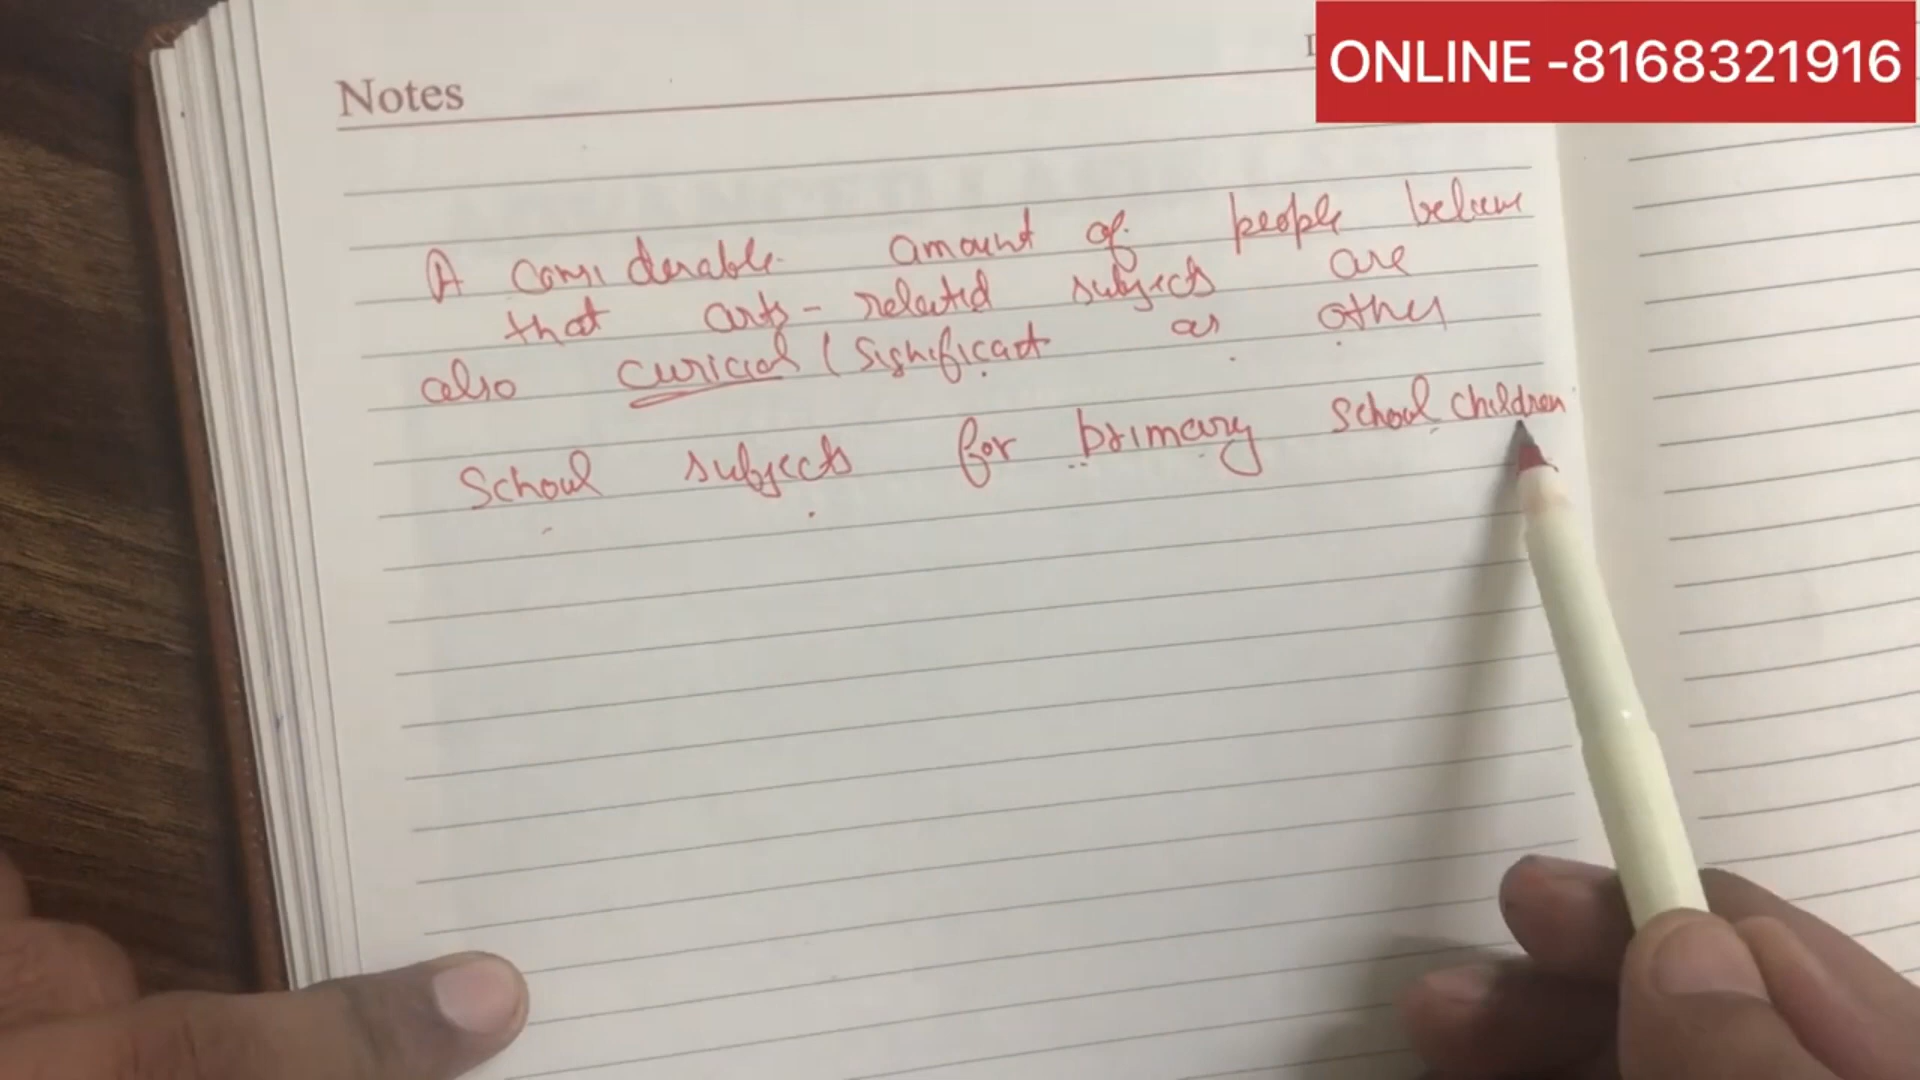 ONLINE -8168321916
Notes
A considerable amount of people believe
that arts-related subjects are
also curicial (significact as other
School subjects for primary school children